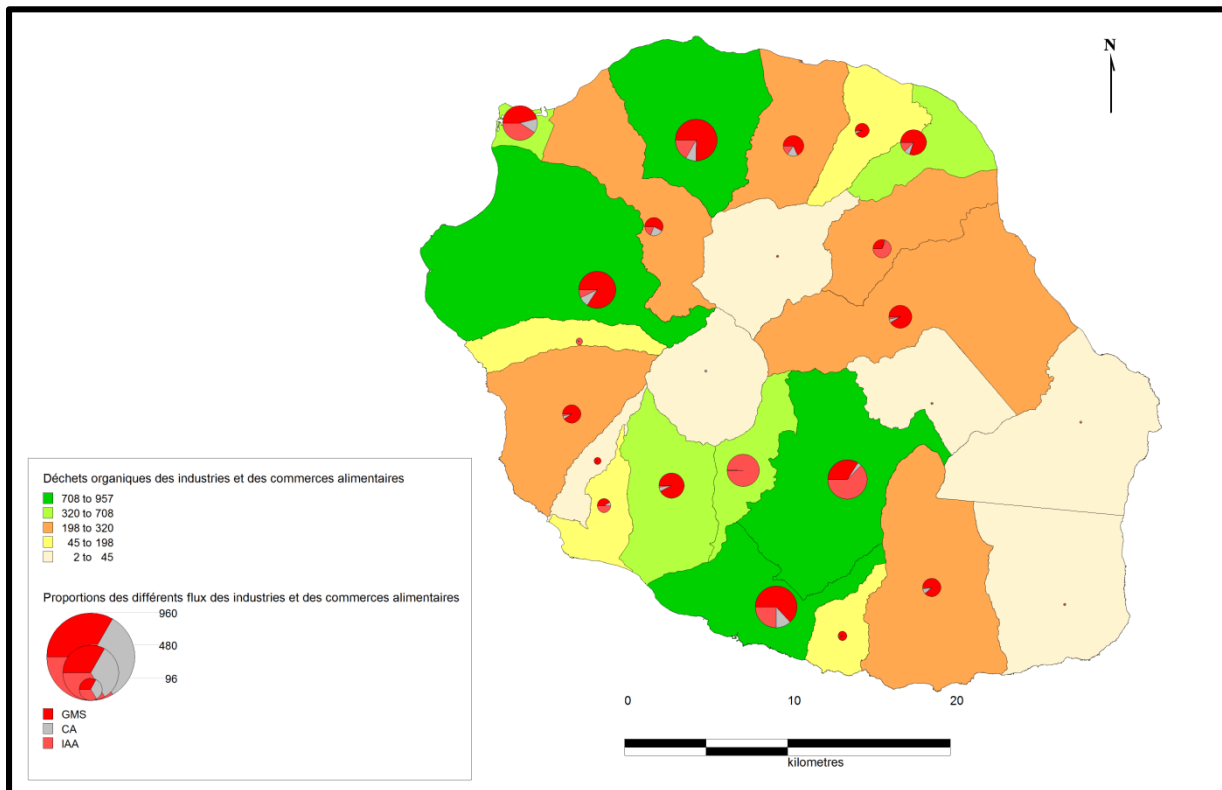 N
Déchets organiques des industries et des commerces alimentaires
708 to 957
320 to 708
198 to 320
45 to 198
2 to 45
Proportions des différents flux des industries et des commerces alimentaires
960
480
96
GMS
CA
IAA
0 10 20
kilometres